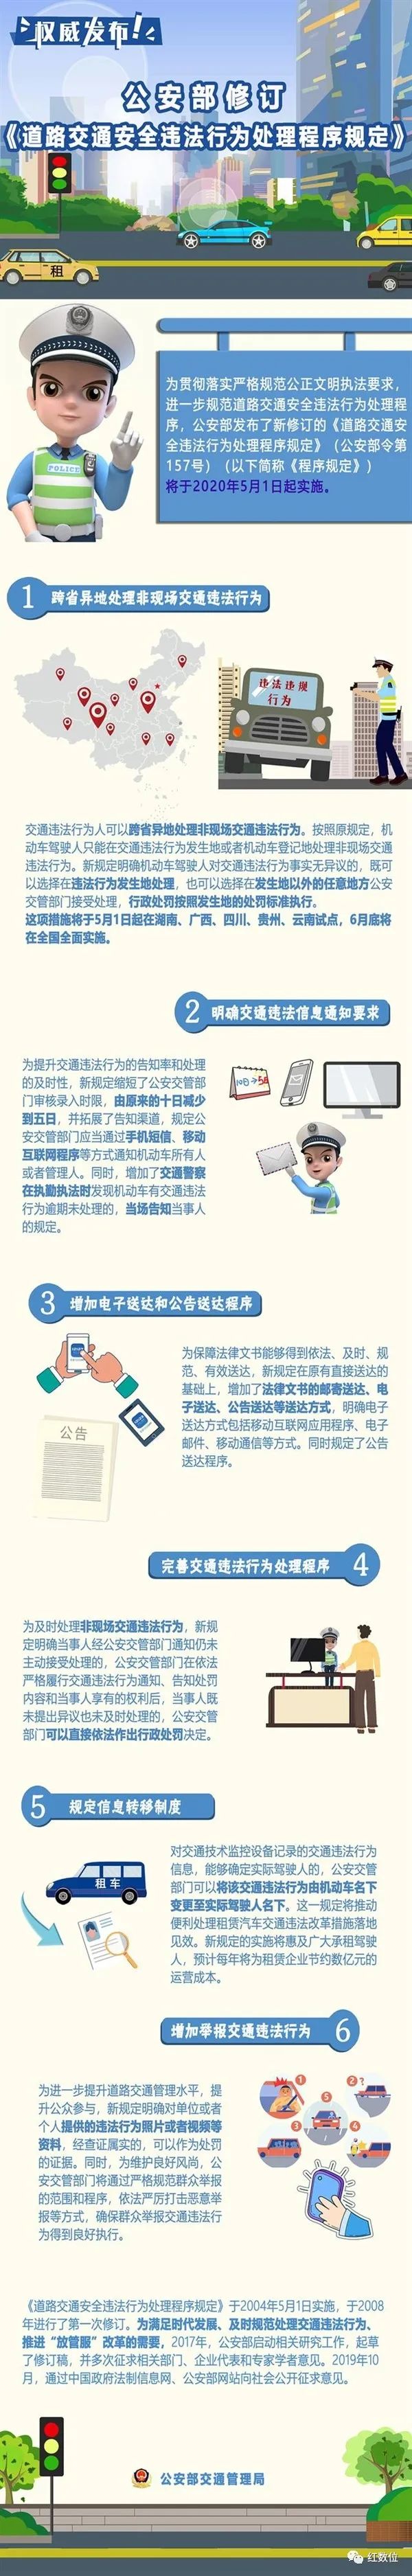 权威发布!
公安部修订
《道路交通安全违法行为处理程序规定》
租
POLICE
为贯彻落实严格规范公正文明执法要求，
进一步规范道路交通安全违法行为处理程
序，公安部发布了新修订的《道路交通安
全违法行为处理程序规定》（公安部令第
157号）（以下简称《程序规定》）
将于2020年5月1日起实施。
1 跨省异地处理非现场交通违法行为
违法违规
行为
交通违法行为人可以跨省异地处理非现场交通违法行为。按照原规定，机
动车驾驶人只能在交通违法行为发生地或者机动车登记地处理非现场交通
违法行为。新规定明确机动车驾驶人对交通违法行为事实无异议的，既可
以选择在违法行为发生地处理，也可以选择在发生地以外的任意地方公安
交管部门接受处理，行政处罚按照发生地的处罚标准执行。
这项措施将于5月1日起在湖南、广西、四川、贵州、云南试点，6月底将
在全国全面实施。
2 明确交通违法信息通知要求
10日→5日
为提升交通违法行为的告知率和处理
的及时性，新规定缩短了公安交管部
门审核录入时限，由原来的十日减少
到五日，并拓展了告知渠道，规定公
安交管部门应当通过手机短信、移动
互联网程序等方式通知机动车所有人
或者管理人。同时，增加了交通警察
在执勤执法时发现机动车有交通违法
行为逾期未处理的，当场告知当事人
的规定。
3 增加电子送达和公告送达程序
公告
为保障法律文书能够得到依法、及时、规
范、有效送达，新规定在原有直接送达的
基础上，增加了法律文书的邮寄送达、电
子送达、公告送达等送达方式，明确电子
送达方式包括移动互联网应用程序、电子
邮件、移动通信等方式。同时规定了公告
送达程序。
完善交通违法行为处理程序 4
为及时处理非现场交通违法行为，新规
定明确当事人经公安交管部门通知仍未
主动接受处理的，公安交管部门在依法
严格履行交通违法行为通知、告知处罚
内容和当事人享有的权利后，当事人既
未提出异议也未及时处理的，公安交管
部门可以直接依法作出行政处罚决定。
5 规定信息转移制度
租车
对交通技术监控设备记录的交通违法行为
信息，能够确定实际驾驶人的，公安交管
部门可以将该交通违法行为由机动车名下
变更至实际驾驶人名下。这一规定将推动
便利处理租赁汽车交通违法改革措施落地
见效。新规定的实施将惠及广大承租驾驶
人，预计每年将为租赁企业节约数亿元的
运营成本。
增加举报交通违法行为 6
1
2
?
5
3
4
为进一步提升道路交通管理水平，提
升公众参与，新规定明确对单位或者
个人提供的违法行为照片或者视频等
资料，经查证属实的，可以作为处罚
的证据。同时，为维护良好风尚，公
安交管部门将通过严格规范群众举报
的范围和程序，依法严厉打击恶意举
报等方式，确保群众举报交通违法行
为得到良好执行。
《道路交通安全违法行为处理程序规定》于2004年5月1日实施，于2008
年进行了第一次修订。为满足时代发展、及时规范处理交通违法行为、
推进“放管服”改革的需要，2017年，公安部启动相关研究工作，起草
了修订稿，并多次征求相关部门、企业代表和专家学者意见。2019年10
月，通过中国政府法制信息网、公安部网站向社会公开征求意见。
公安部交通管理局
红数位